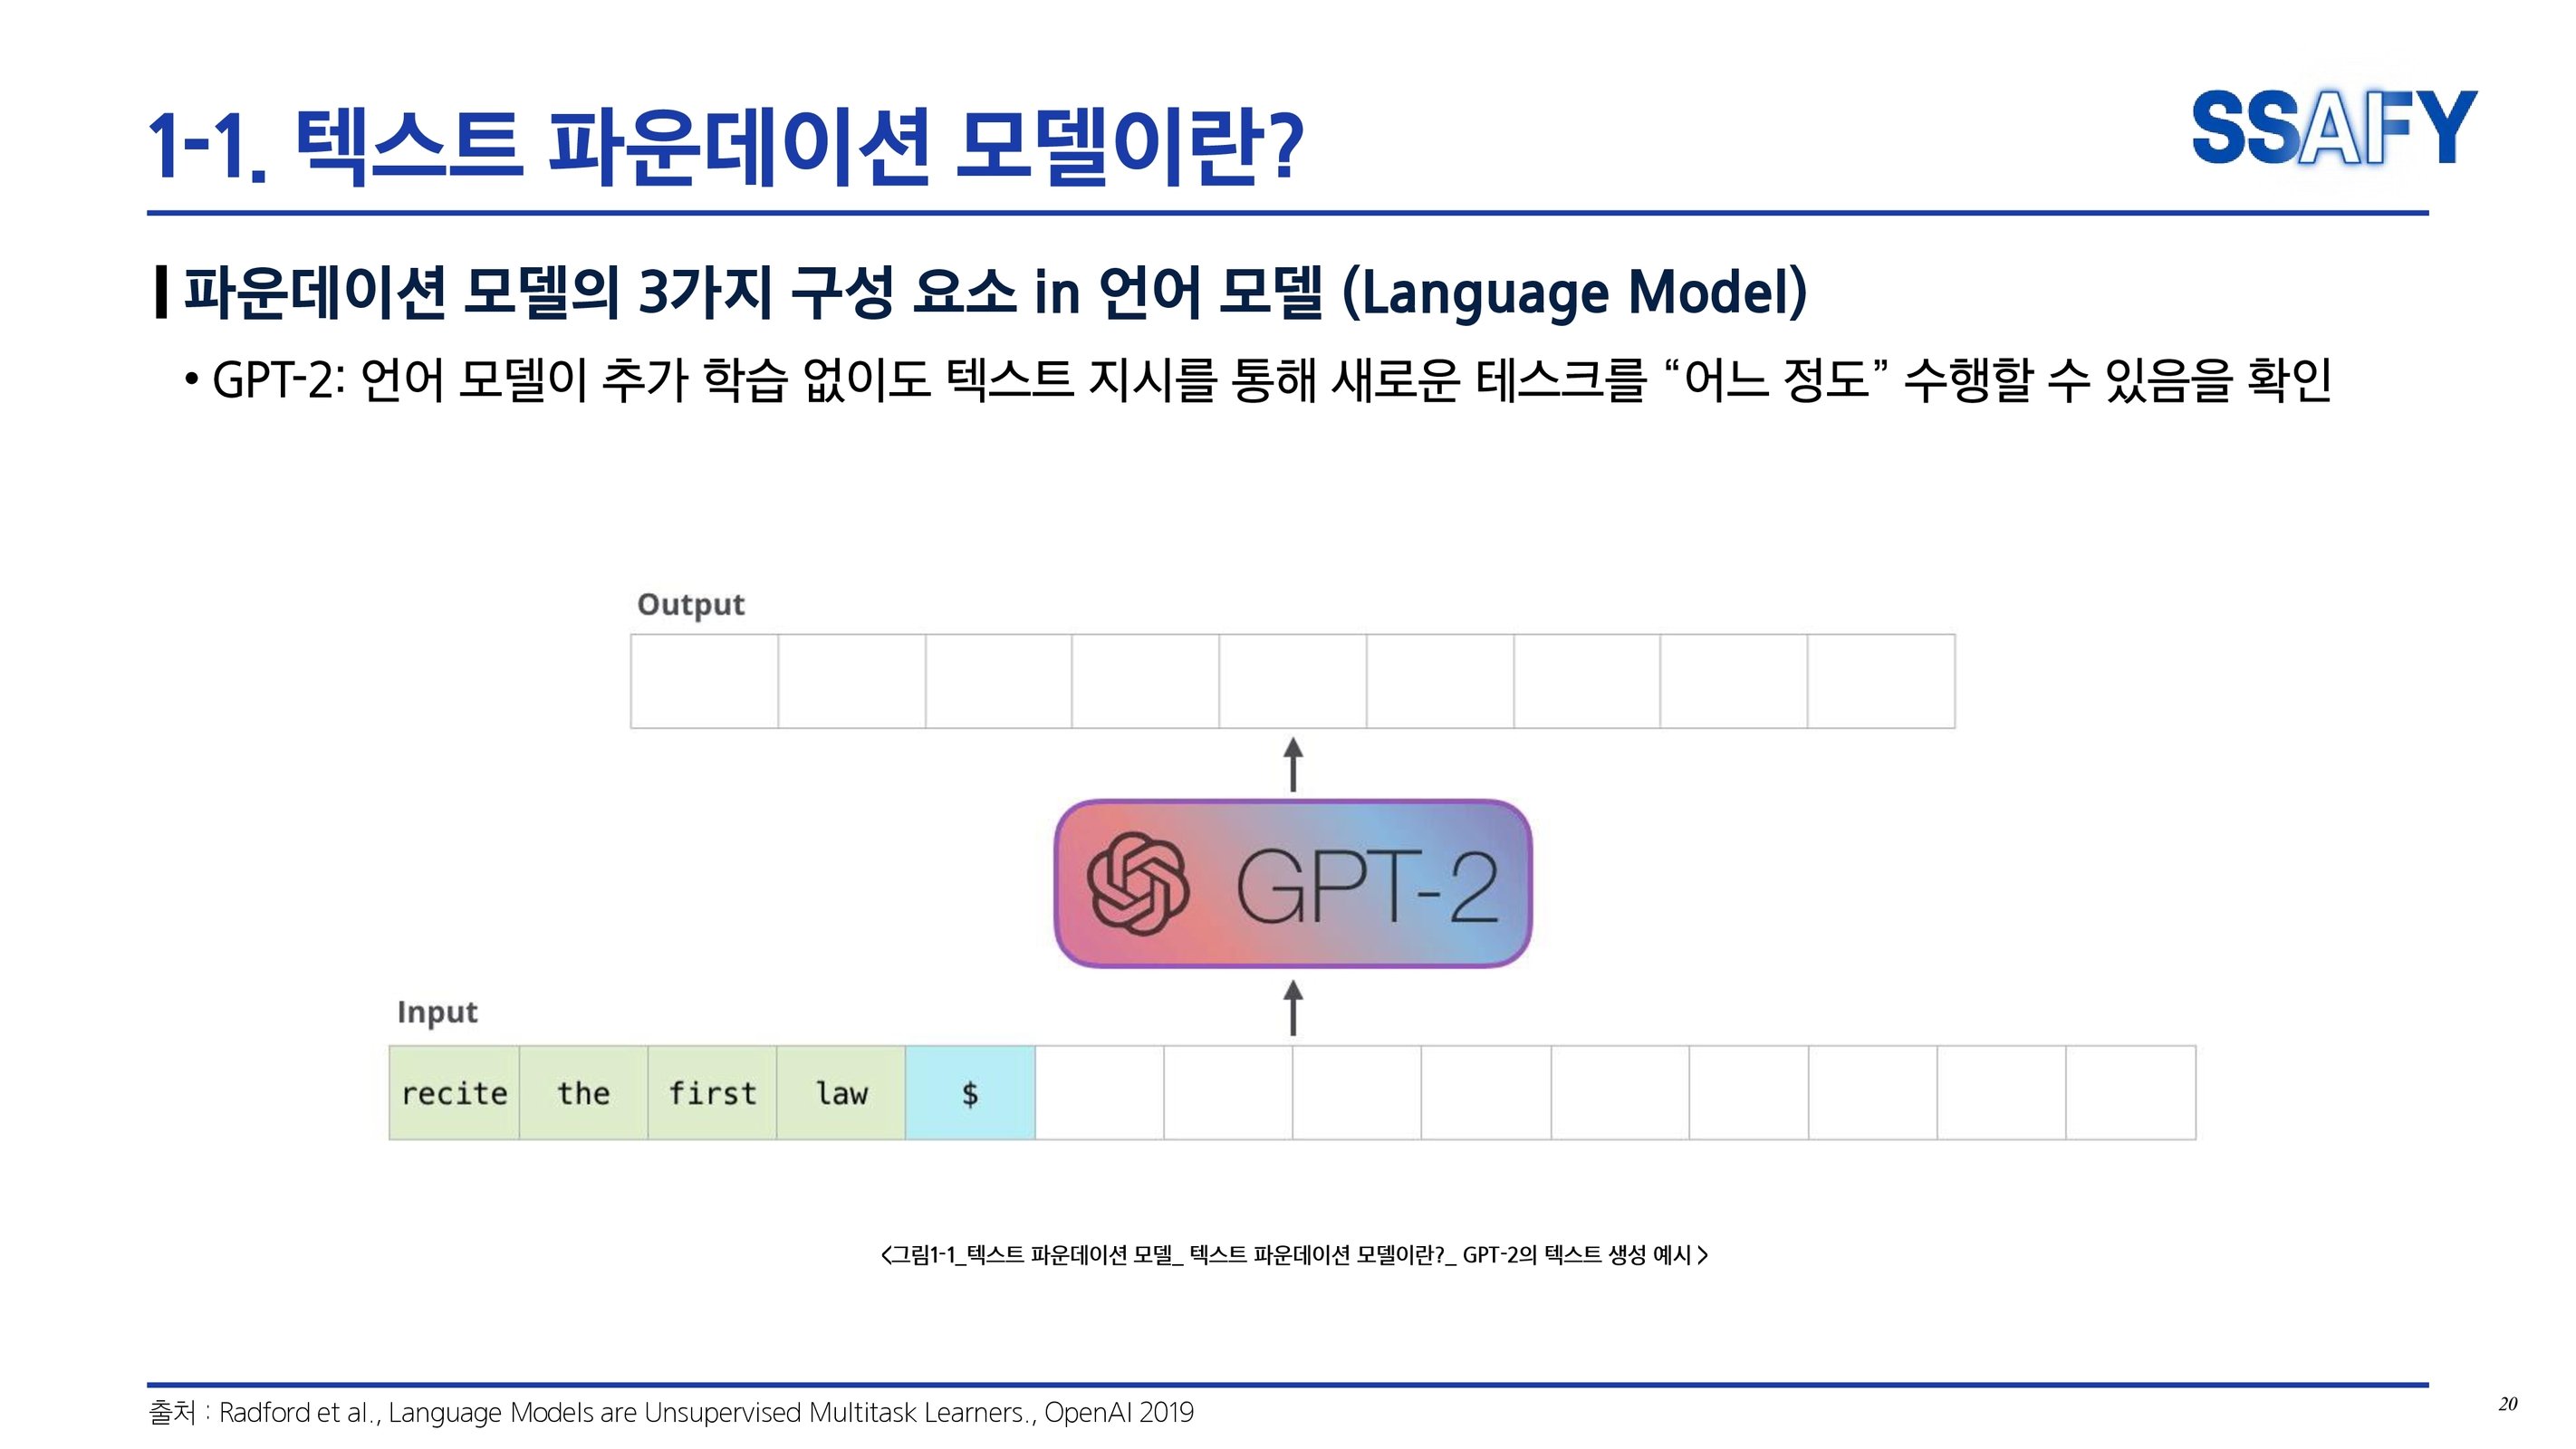 1-1. 텍스트 파운데이션 모델이란?
SSAFY
파운데이션 모델의 3가지 구성 요소 in 언어 모델 (Language Model)
• GPT-2: 언어 모델이 추가 학습 없이도 텍스트 지시를 통해 새로운 테스크를 “어느 정도” 수행할 수 있음을 확인
Output
GPT-2
Input
recite the first law $
<그림1-1_텍스트 파운데이션 모델_ 텍스트 파운데이션 모델이란?_ GPT-2의 텍스트 생성 예시 >
출처 : Radford et al., Language Models are Unsupervised Multitask Learners., OpenAI 2019
20